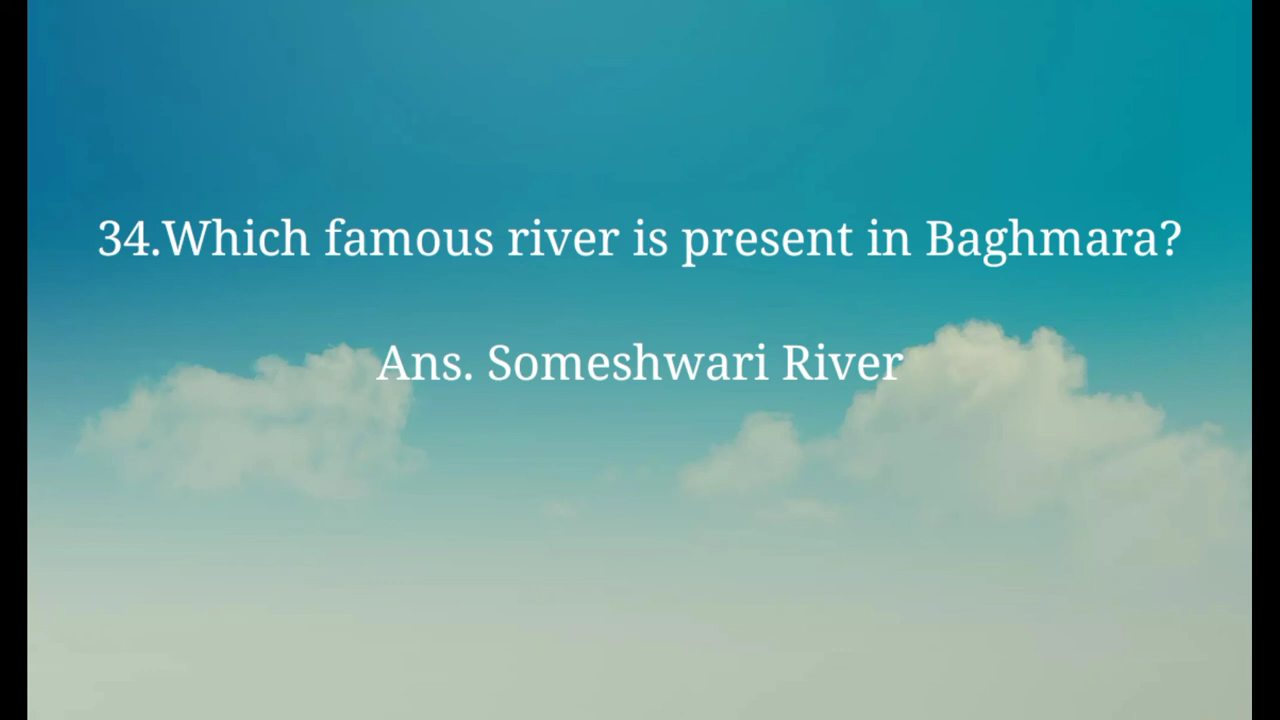 34.Which famous river is present in Baghmara?
Ans. Someshwari River